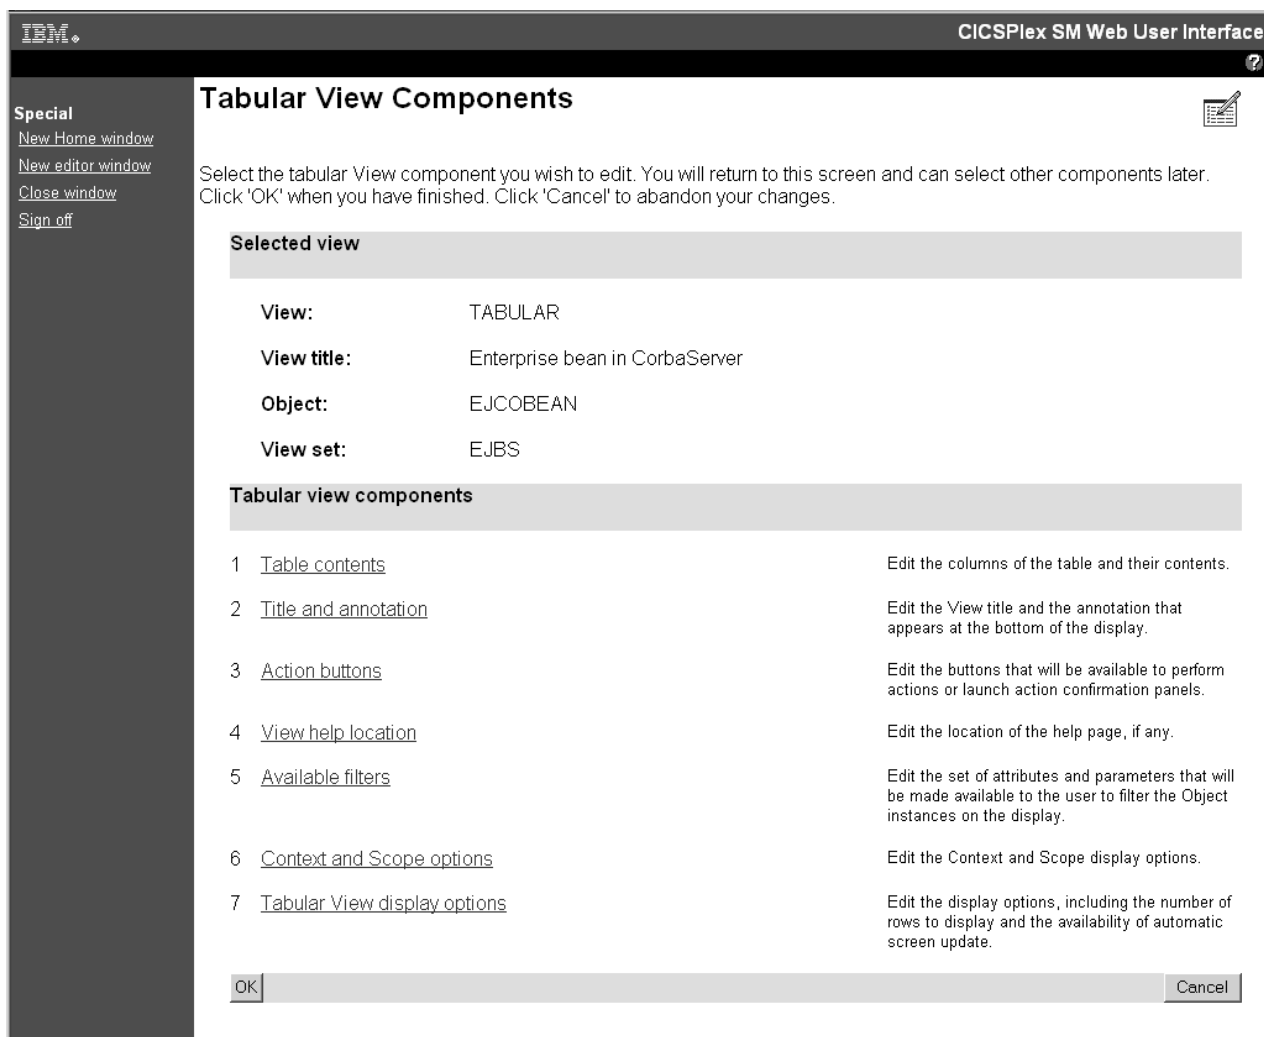 IBM
CICSPlex SM Web User Interface
?
Special
New Home window
New editor window
Close window
Sign off
Tabular View Components
Select the tabular View component you wish to edit. You will return to this screen and can select other components later.
Click 'OK' when you have finished. Click 'Cancel' to abandon your changes.
Selected view
View: TABULAR
View title: Enterprise bean in CorbaServer
Object: EJCOBEAN
View set: EJBS
Tabular view components
1 Table contents Edit the columns of the table and their contents.
2 Title and annotation Edit the View title and the annotation that
appears at the bottom of the display.
3 Action buttons Edit the buttons that will be available to perform
actions or launch action confirmation panels.
4 View help location Edit the location of the help page, if any.
5 Available filters Edit the set of attributes and parameters that will
be made available to the user to filter the Object
instances on the display.
6 Context and Scope options Edit the Context and Scope display options.
7 Tabular View display options Edit the display options, including the number of
rows to display and the availability of automatic
screen update.
OK Cancel